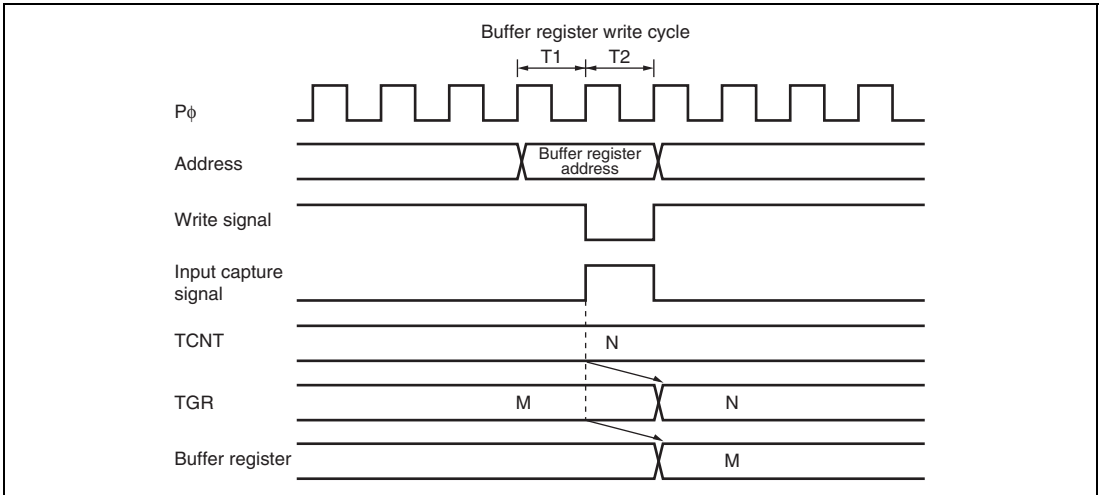 Buffer register write cycle
T1 T2
Pϕ
Buffer register
address
Address
Write signal
Input capture
signal
TCNT
N
TGR
M N
Buffer register
M